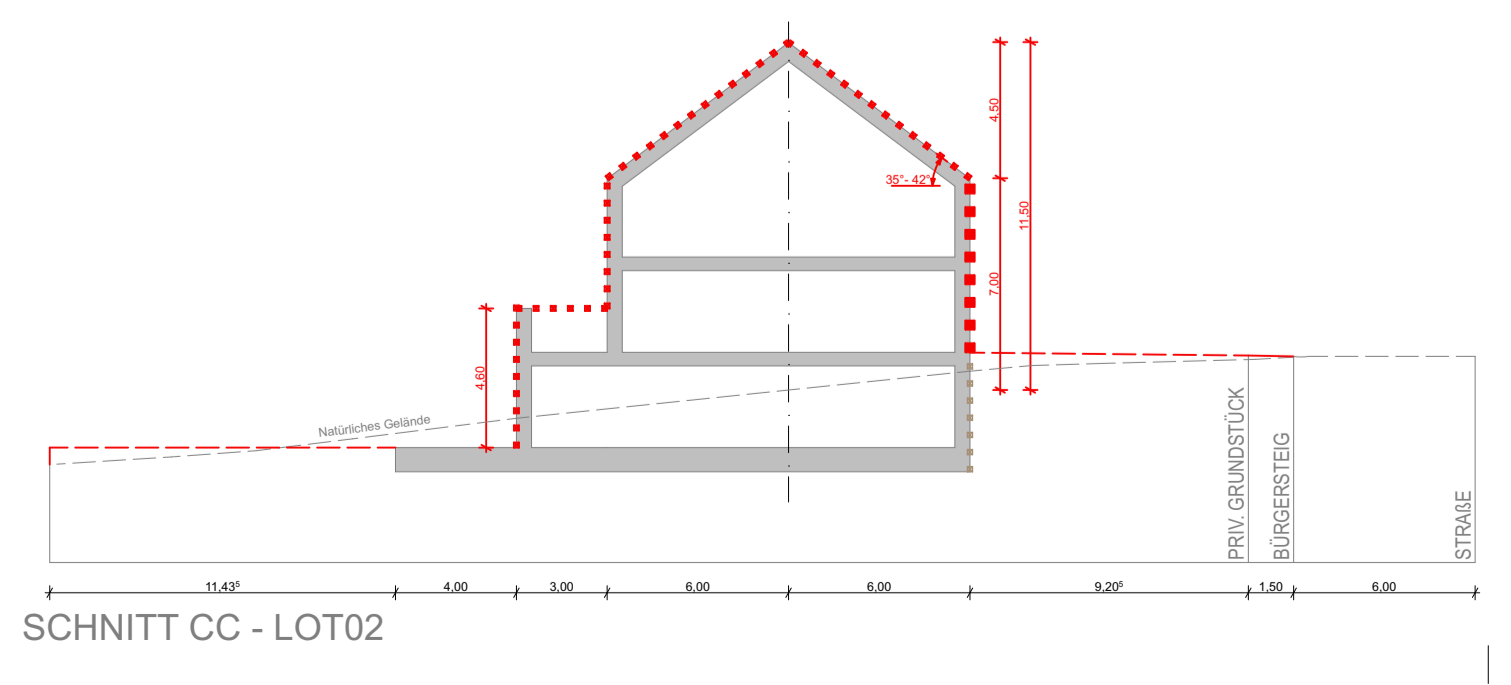 4,50
35°- 42°
11,50
7,00
4,60
Natürliches Gelände
PRIV. GRUNDSTÜCK
BÜRGERSTEIG
STRAßE
11,43⁵
4,00
3,00
6,00
6,00
9,20⁵
1,50
6,00
SCHNITT CC - LOT02